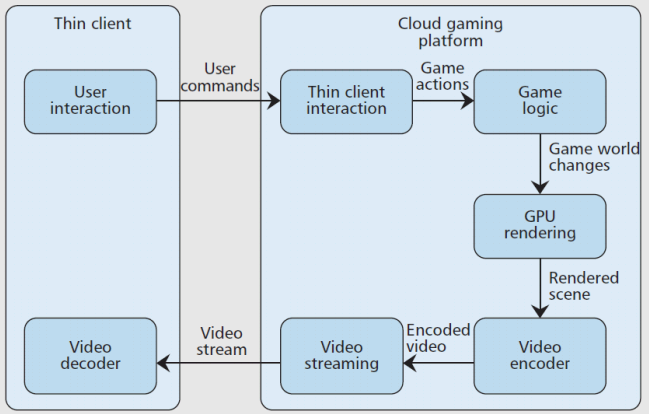 Thin client
Cloud gaming
platform
User
interaction
User
commands
Thin client
interaction
Game
actions
Game
logic
Game world
changes
GPU
rendering
Rendered
scene
Video
encoder
Encoded
video
Video
streaming
Video
stream
Video
decoder